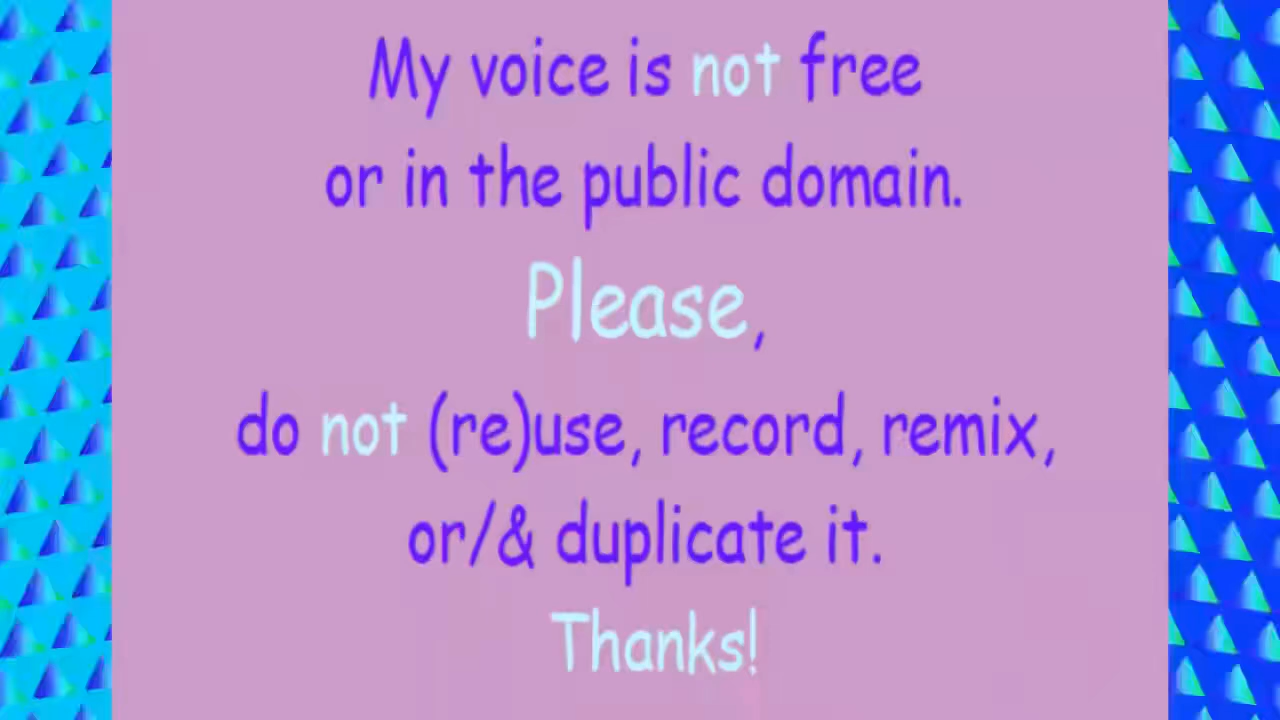 My voice is not free
or in the public domain.
Please,
do not (re)use, record, remix,
or/& duplicate it.
Thanks!